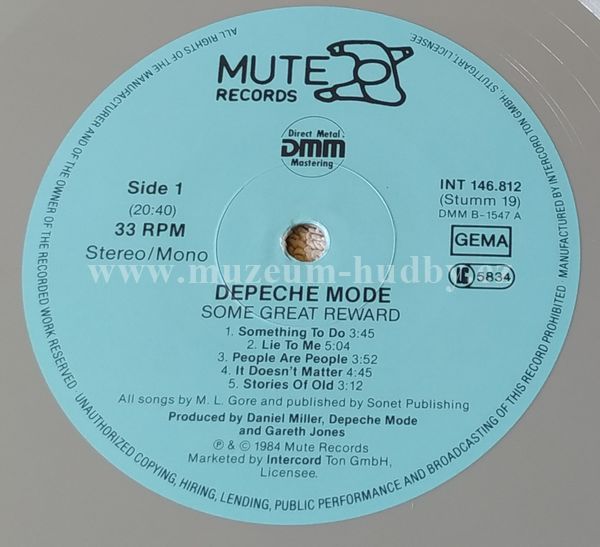 MUTE
RECORDS
Direct Metal
DMM
Mastering
Side 1
(20:40)
33 RPM
Stereo/Mono
INT 146.812
(Stumm 19)
DMM B-1547 A
GEMA
LC 5834
www.muzeum-hudby.cz
DEPECHE MODE
SOME GREAT REWARD
1. Something To Do 3:45
2. Lie To Me 5:04
3. People Are People 3:52
4. It Doesn't Matter 4:45
5. Stories Of Old 3:12
All songs by M. L. Gore and published by Sonet Publishing
Produced by Daniel Miller, Depeche Mode
and Gareth Jones
℗ & © 1984 Mute Records
Marketed by Intercord Ton GmbH,
Licensee.
ALL RIGHTS OF THE MANUFACTURER AND OF THE OWNER OF THE RECORDED WORK RESERVED. UNAUTHORIZED COPYING, HIRING, LENDING, PUBLIC PERFORMANCE AND BROADCASTING OF THIS RECORD PROHIBITED · MANUFACTURED BY INTERCORD TON GMBH., STUTTGART, LICENSEE.